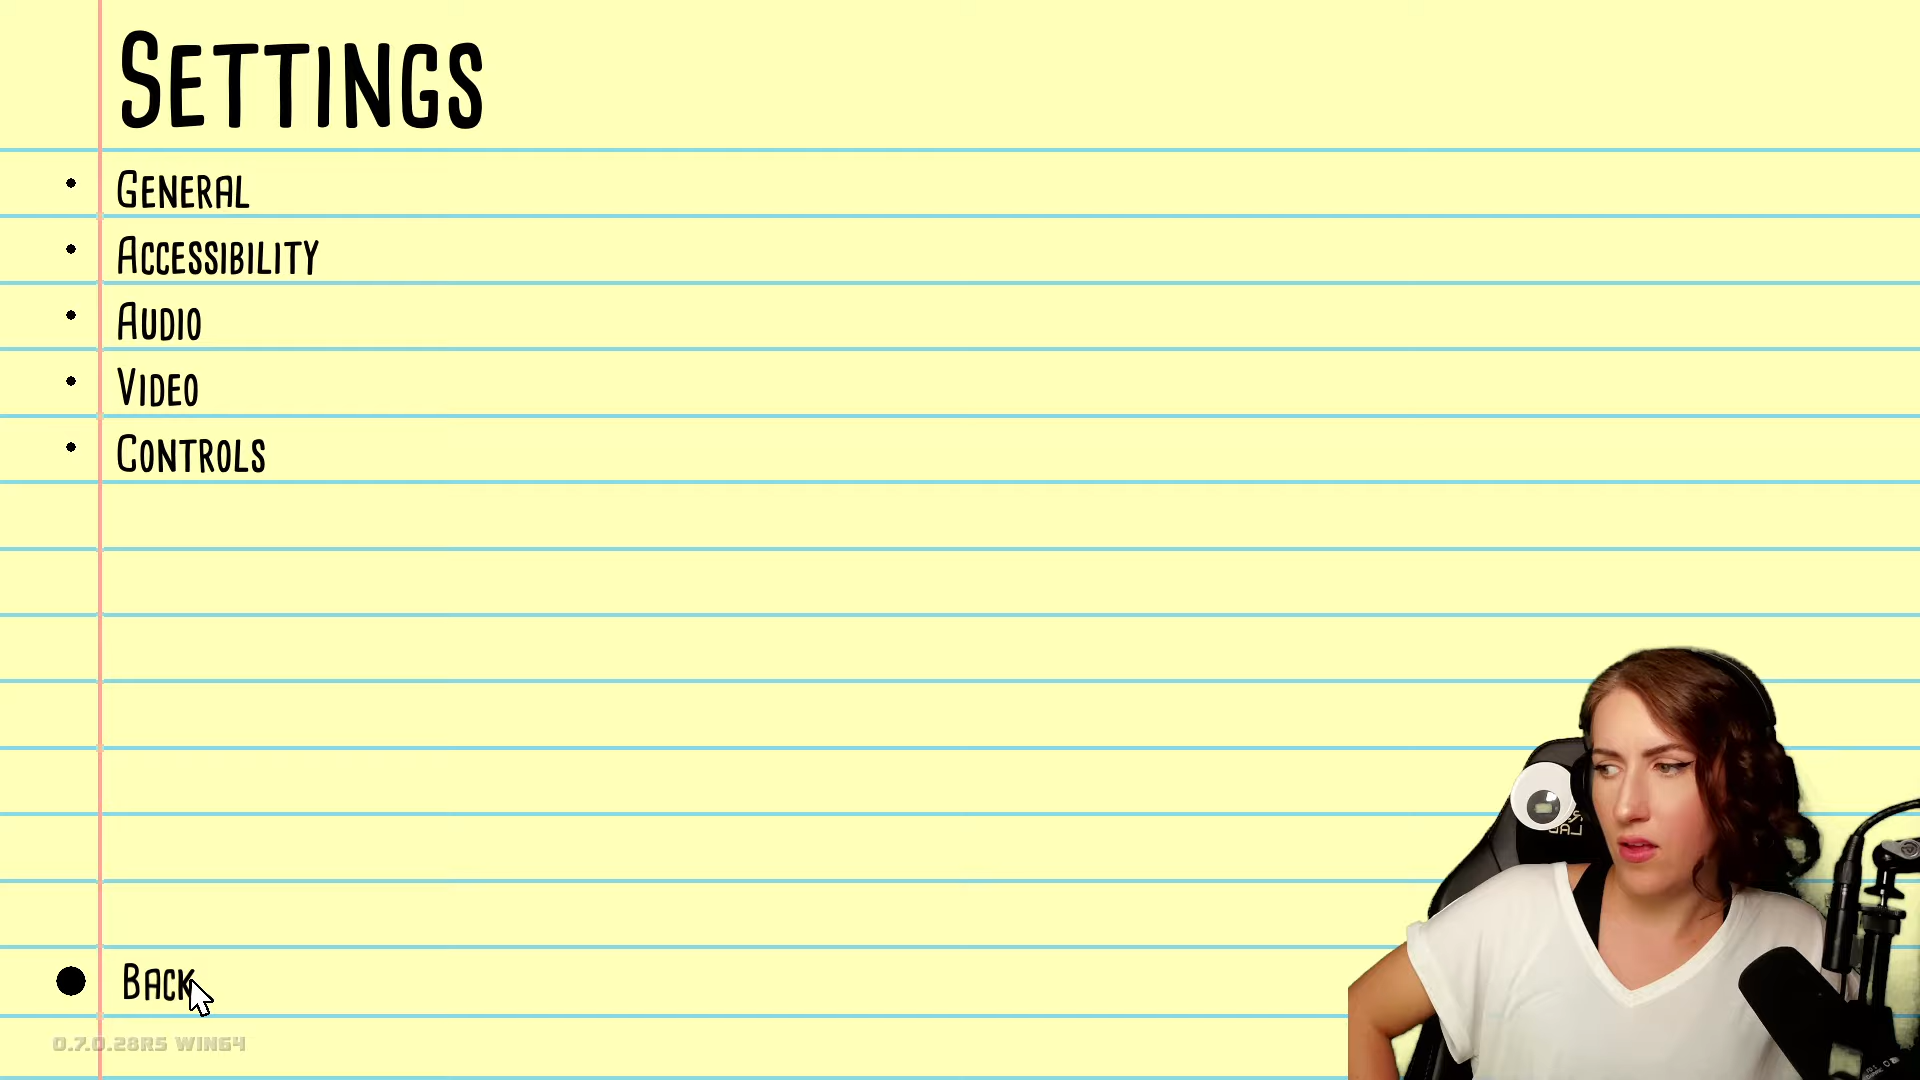 Settings
General
Accessibility
Audio
Video
Controls
Back
0.7.0.28R5 WIN64